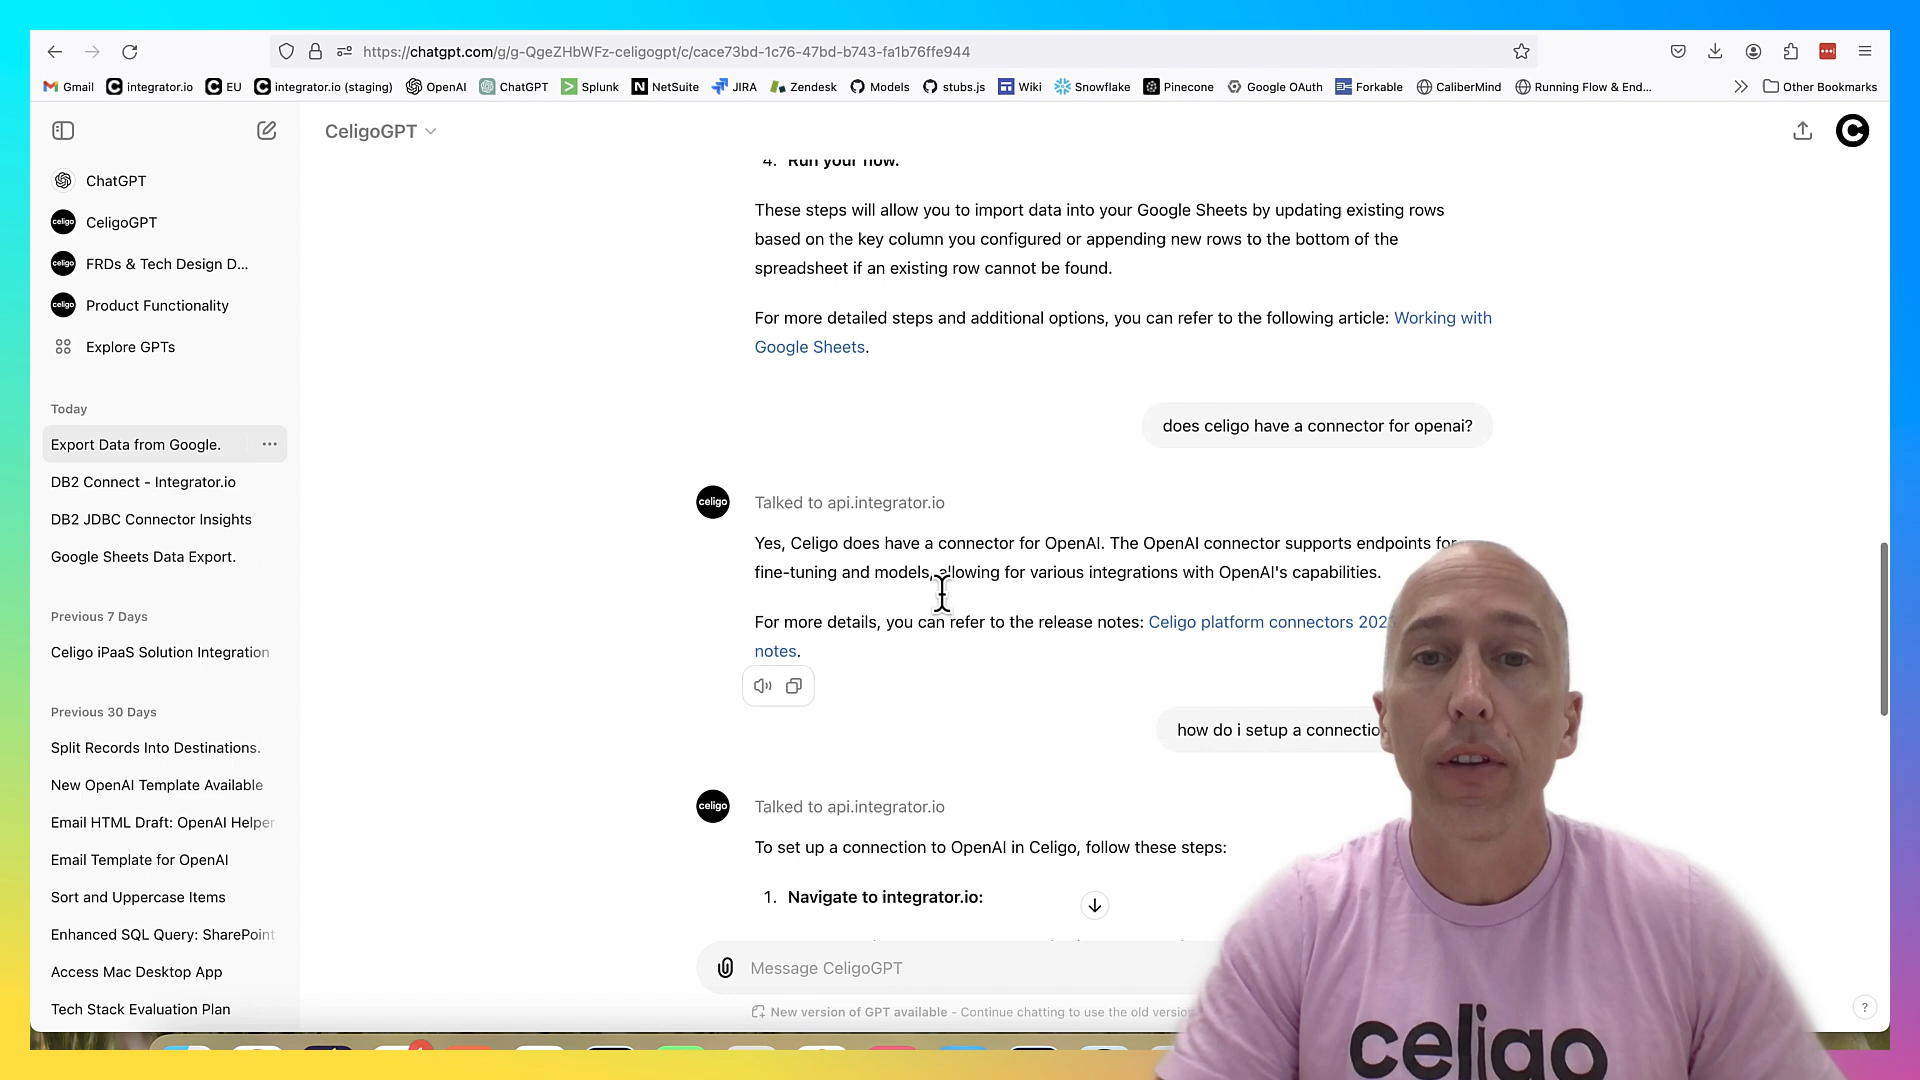 https://chatgpt.com/g/g-QgeZHbWFz-celigogpt/c/cace73bd-1c76-47bd-b743-fa1b76ffe944
Gmail integrator.io EU integrator.io (staging) OpenAI ChatGPT Splunk NetSuite JIRA Zendesk Models stubs.js Wiki Snowflake Pinecone Google OAuth Forkable CaliberMind Running Flow & End... Other Bookmarks
CeligoGPT
ChatGPT
celigo CeligoGPT
celigo FRDs & Tech Design D...
celigo Product Functionality
Explore GPTs
Today
Export Data from Google.
DB2 Connect - Integrator.io
DB2 JDBC Connector Insights
Google Sheets Data Export.
Previous 7 Days
Celigo iPaaS Solution Integration
Previous 30 Days
Split Records Into Destinations.
New OpenAI Template Available
Email HTML Draft: OpenAI Helper
Email Template for OpenAI
Sort and Uppercase Items
Enhanced SQL Query: SharePoint
Access Mac Desktop App
Tech Stack Evaluation Plan
4. Run your flow.
These steps will allow you to import data into your Google Sheets by updating existing rows
based on the key column you configured or appending new rows to the bottom of the
spreadsheet if an existing row cannot be found.
For more detailed steps and additional options, you can refer to the following article: Working with
Google Sheets.
does celigo have a connector for openai?
celigo Talked to api.integrator.io
Yes, Celigo does have a connector for OpenAI. The OpenAI connector supports endpoints for
fine-tuning and models, allowing for various integrations with OpenAI's capabilities.
For more details, you can refer to the release notes: Celigo platform connectors 202
notes.
how do i setup a connectio
celigo Talked to api.integrator.io
To set up a connection to OpenAI in Celigo, follow these steps:
1. Navigate to integrator.io:
Message CeligoGPT
New version of GPT available - Continue chatting to use the old versio
?
celigo